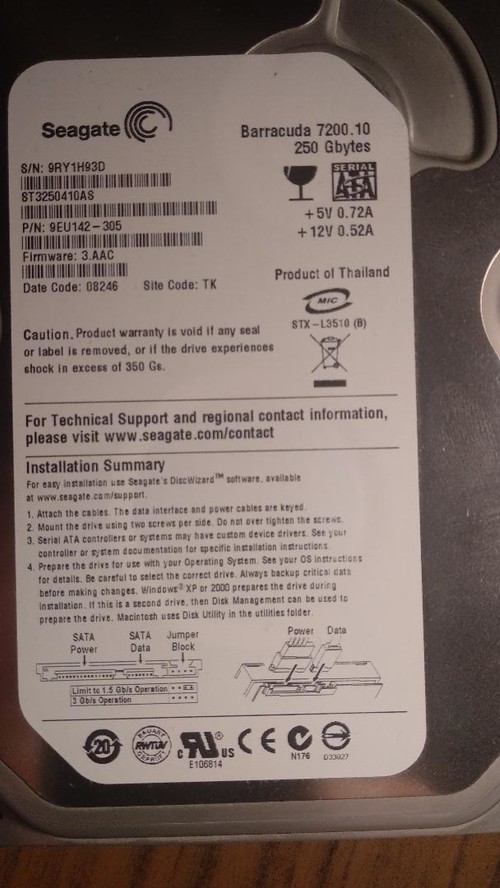 Seagate
Barracuda 7200.10
250 Gbytes
S/N: 9RY1H93D
ST3250410AS
SERIAL
ATA
+5V 0.72A
+12V 0.52A
P/N: 9EU142-305
Firmware: 3.AAC
Date Code: 08246 Site Code: TK
Product of Thailand
MIC
STX-L3510 (B)
Caution. Product warranty is void if any seal
or label is removed, or if the drive experiences
shock in excess of 350 Gs.
For Technical Support and regional contact information,
please visit www.seagate.com/contact
Installation Summary
For easy installation use Seagate's DiscWizard™ software, available
at www.seagate.com/support.
1. Attach the cables. The data interface and power cables are keyed.
2. Mount the drive using two screws per side. Do not over tighten the screws.
3. Serial ATA controllers or systems may have custom device drivers. See your
controller or system documentation for specific installation instructions.
4. Prepare the drive for use with your Operating System. See your OS instructions
for details. Be careful to select the correct drive. Always backup critical data
before making changes. Windows® XP or 2000 prepares the drive during
installation. If this is a second drive, then Disk Management can be used to
prepare the drive. Macintosh uses Disk Utility in the utilities folder.
SATA Power
SATA Data
Jumper Block
Power Data
Limit to 1.5 Gb/s Operation
3 Gb/s Operation
20
BAUART
RWTÜV
GEPRÜFT
c RU® US
E106814
CE
N176
D33027